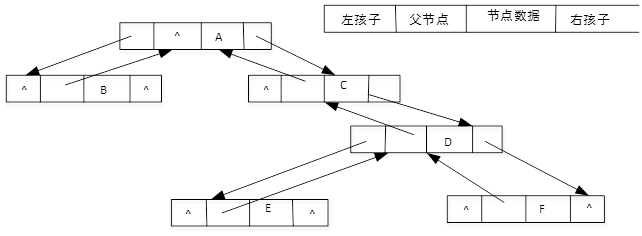 左孩子 父节点 节点数据 右孩子
^ A
^ B ^
^ C
D
^ E ^
^ F ^